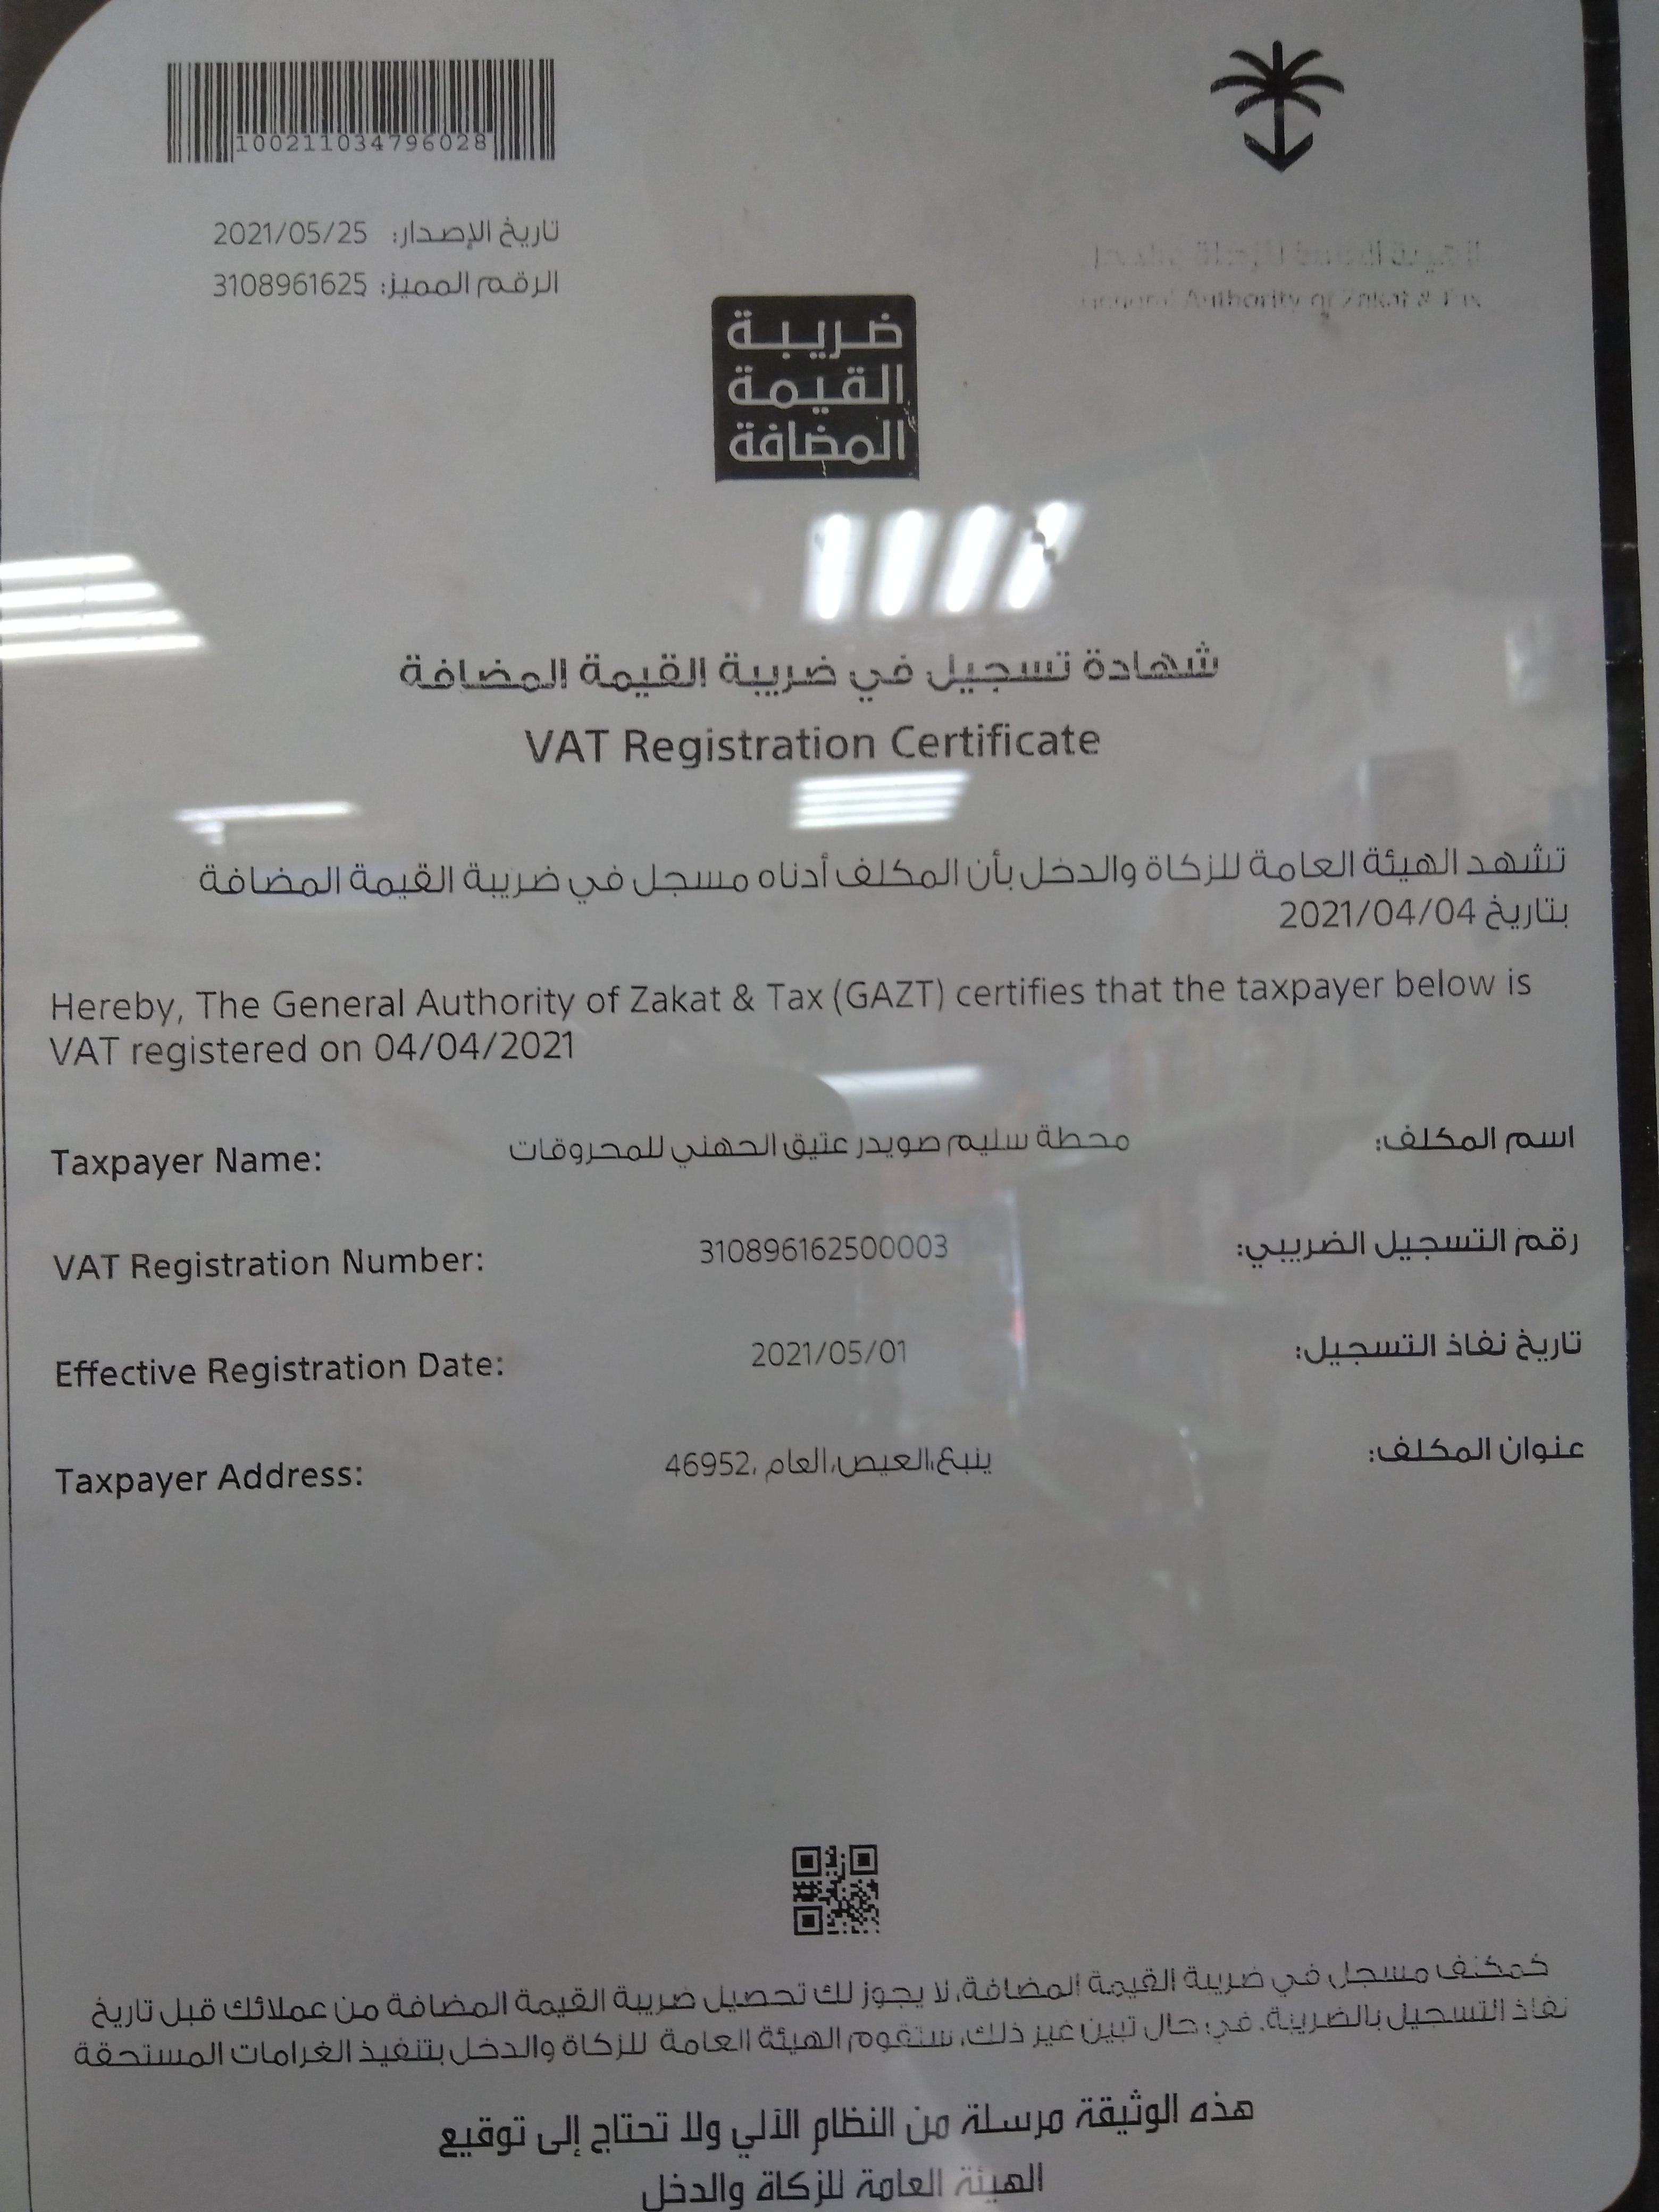 100211034796028
تاريخ الإصدار: 2021/05/25
الرقم المميز: 3108961625
General Authority of Zakat & Tax
ضريبة
القيمة
المضافة
شهادة تسجيل في ضريبة القيمة المضافة
VAT Registration Certificate
تشهد الهيئة العامة للزكاة والدخل بأن المكلف أدناه مسجل في ضريبة القيمة المضافة
بتاريخ 2021/04/04
Hereby, The General Authority of Zakat & Tax (GAZT) certifies that the taxpayer below is
VAT registered on 04/04/2021
Taxpayer Name: محطة سليم صويدر عتيق الجهني للمحروقات اسم المكلف:
VAT Registration Number: 310896162500003 رقم التسجيل الضريبي:
Effective Registration Date: 2021/05/01 تاريخ نفاذ التسجيل:
Taxpayer Address: ينبع،العيص،العام ،46952 عنوان المكلف:
كمكلف مسجل في ضريبة القيمة المضافة، لا يجوز لك تحصيل ضريبة القيمة المضافة من عملائك قبل تاريخ
نفاذ التسجيل بالضريبة. في حال تبين غير ذلك، ستقوم الهيئة العامة للزكاة والدخل بتنفيذ الغرامات المستحقة
هذه الوثيقة مرسلة من النظام الآلي ولا تحتاج إلى توقيع
الهيئة العامة للزكاة والدخل